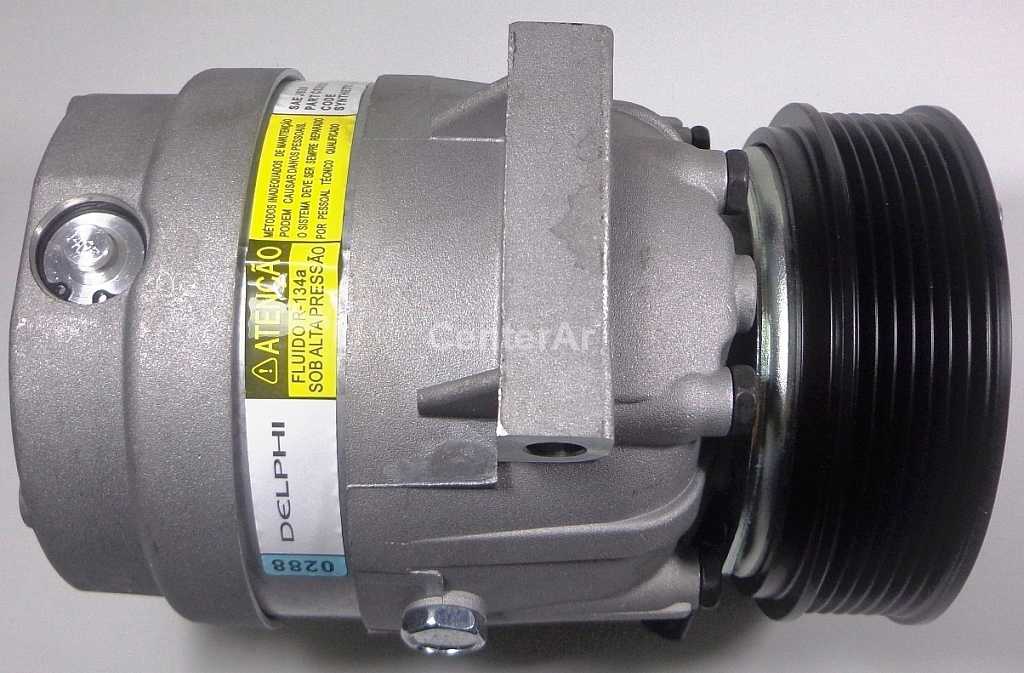 SAE J639
PART CO
CODE
SYNTHETIC
MÉTODOS INADEQUADOS DE MANUTENÇÃO
PODEM CAUSAR DANOS PESSOAIS.
O SISTEMA DEVE SER SEMPRE REPARADO
POR PESSOAL TÉCNICO QUALIFICADO
ATENÇÃO
FLUIDO R-134a
SOB ALTA PRESSÃO
DELPHI
0288
CenterAr